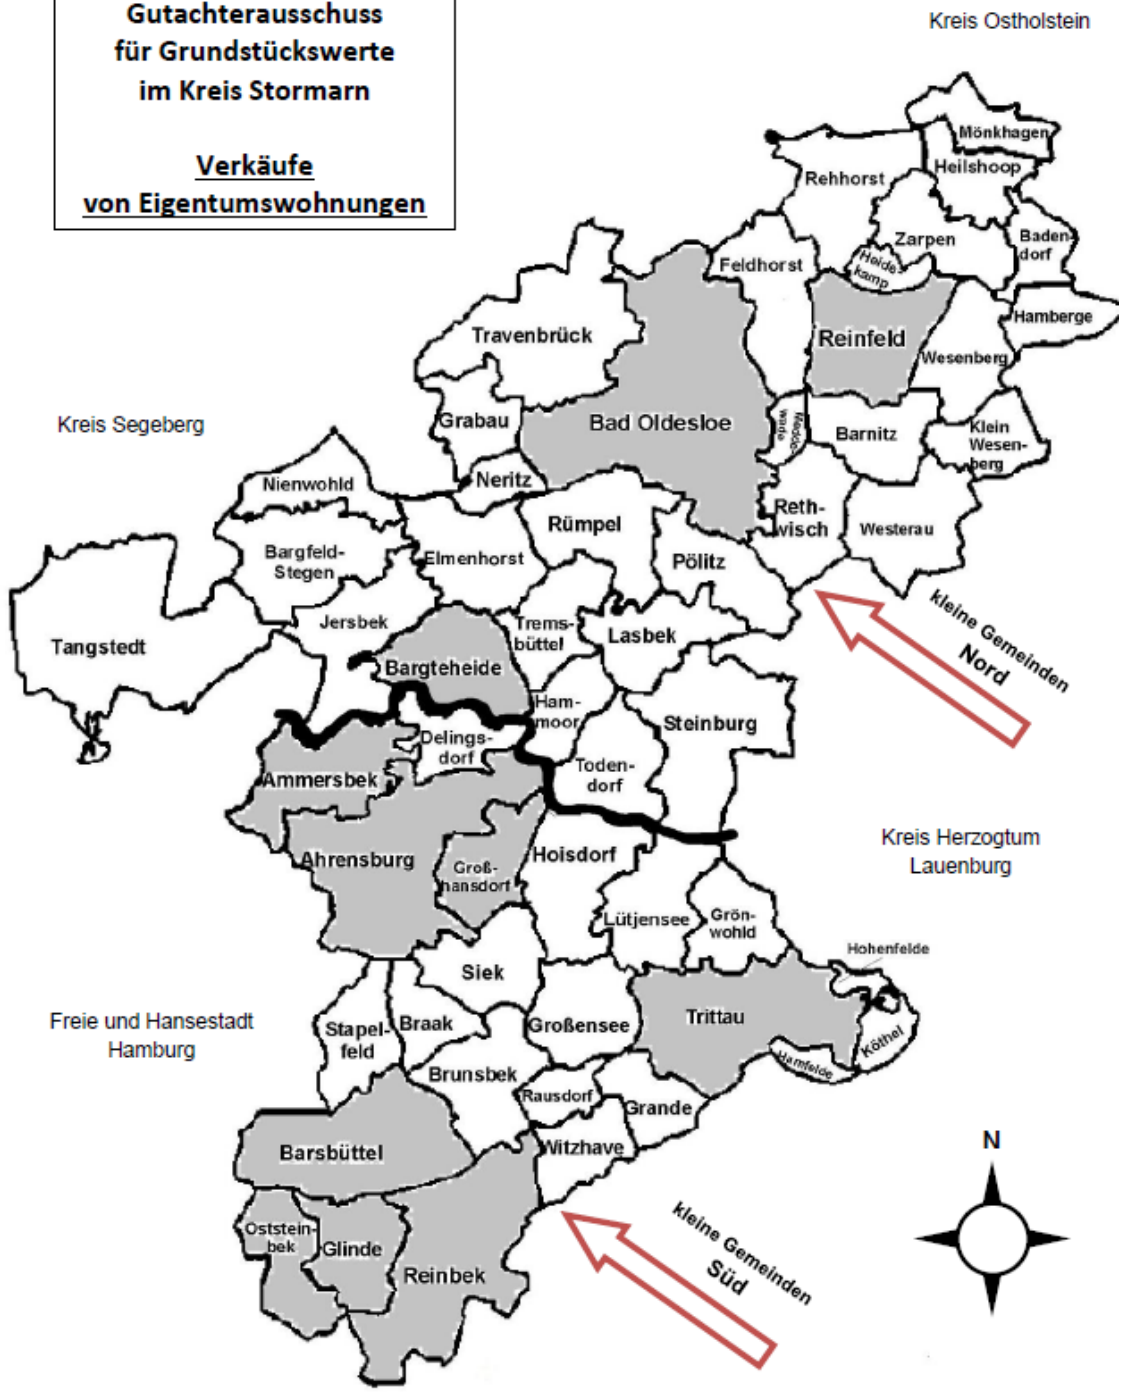 Gutachterausschuss
für Grundstückswerte
im Kreis Stormarn
Verkäufe
von Eigentumswohnungen
Kreis Ostholstein
Mönkhagen
Heilshoop
Rehhorst
Zarpen
Baden-
dorf
Heide-
kamp
Feldhorst
Hamberge
Travenbrück
Reinfeld
Wesenberg
Grabau
Bad Oldesloe
Medde-
wade
Barnitz
Klein
Wesen-
berg
Kreis Segeberg
Neritz
Nienwohld
Rümpel
Reth-
wisch
Westerau
Bargfeld-
Stegen
Elmenhorst
Pölitz
Jersbek
Trems-
büttel
Lasbek
Tangstedt
kleine Gemeinden
Nord
Bargteheide
Ham-
moor
Steinburg
Delings-
dorf
Toden-
dorf
Ammersbek
Kreis Herzogtum
Lauenburg
Ahrensburg
Groß-
hansdorf
Hoisdorf
Lütjensee
Grön-
wohld
Hohenfelde
Siek
Freie und Hansestadt
Hamburg
Stapel-
feld
Braak
Großensee
Trittau
Köthel
Hamfelde
Brunsbek
Rausdorf
Grande
Barsbüttel
Witzhave
N
Oststein-
bek
Glinde
Reinbek
kleine Gemeinden
Süd